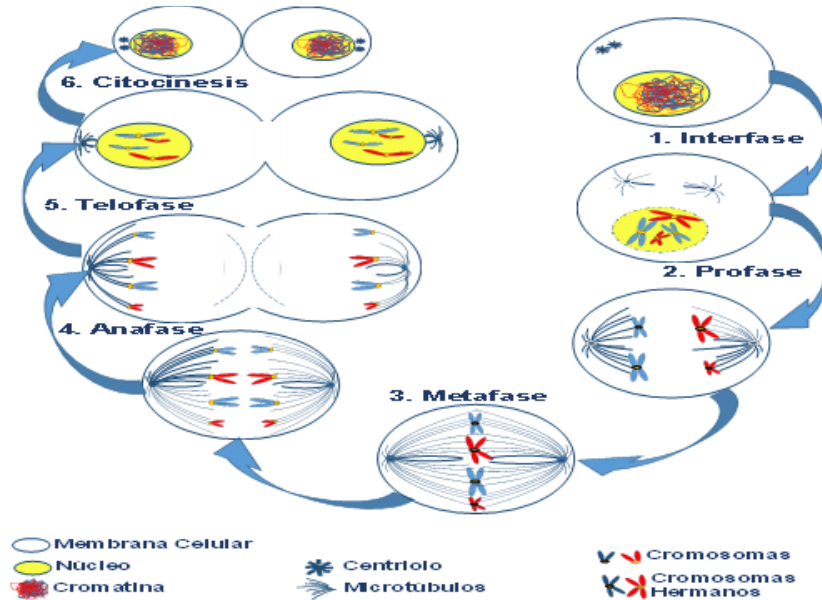 6. Citocinesis
1. Interfase
5. Telofase
2. Profase
4. Anafase
3. Metafase
Membrana Celular
Núcleo
Cromatina
Centriolo
Microtúbulos
Cromosomas
Cromosomas
Hermanos